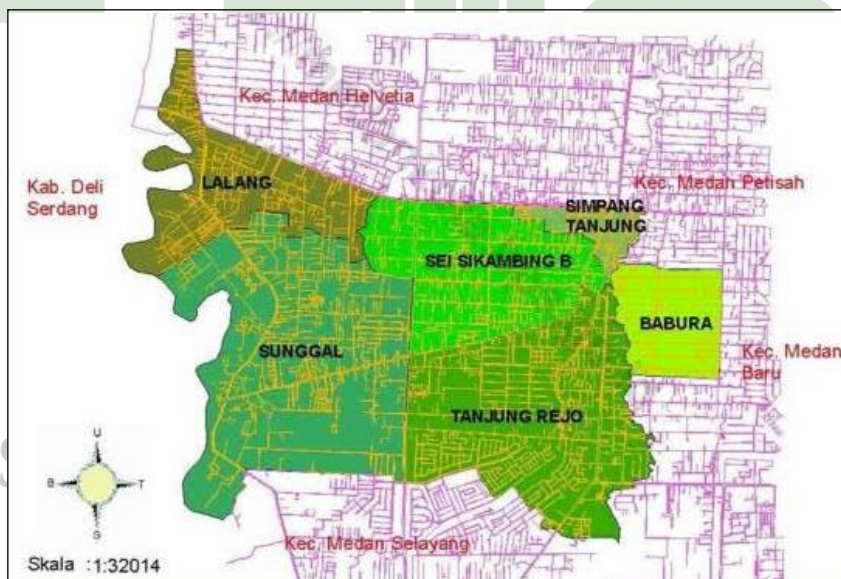 Kec. Medan Helvetia
Kab. Deli
Serdang
LALANG
Kec. Medan Petisah
SIMPANG
TANJUNG
SEI SIKAMBING B
BABURA
SUNGGAL
Kec. Medan
Baru
TANJUNG REJO
U
B
T
S
Kec. Medan Selayang
Skala :1:32014